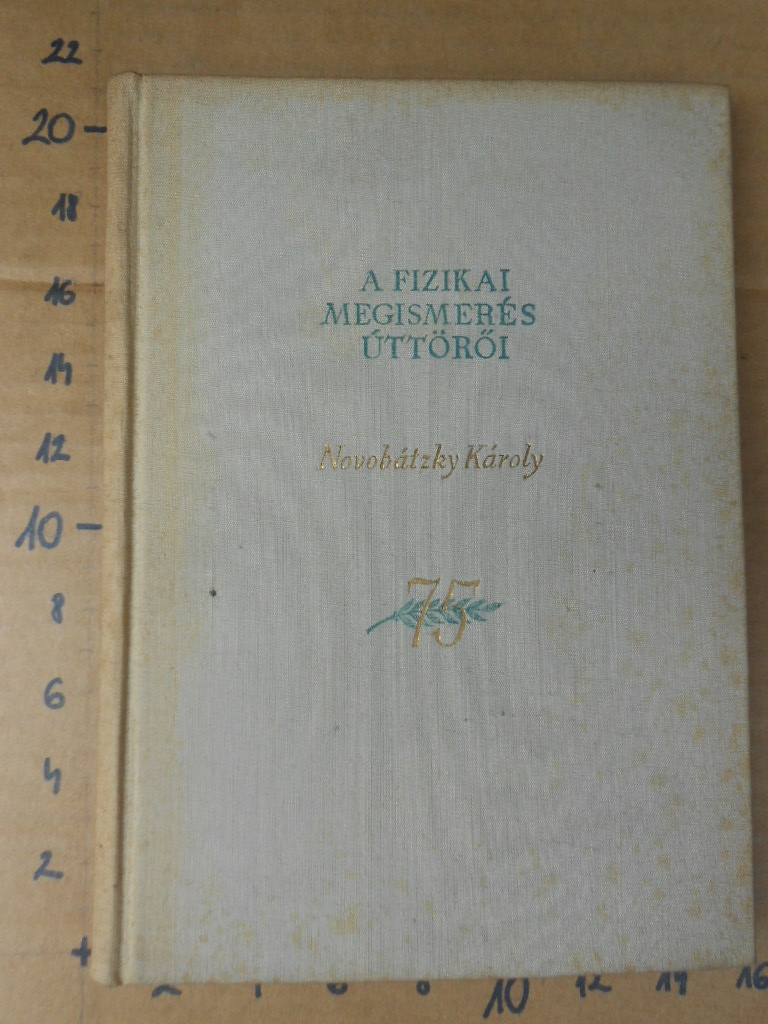 22
20
18
16
14
12
10
8
6
4
2
A FIZIKAI
MEGISMERÉS
ÚTTÖRŐI
Novobátzky Károly
75
10 12 14 16